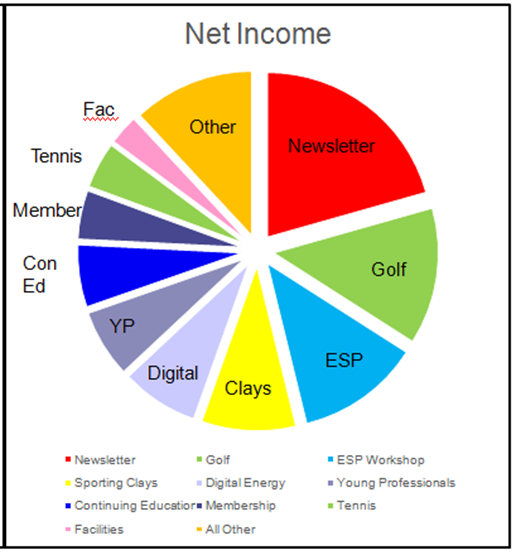 Net Income
Fac
Other
Newsletter
Tennis
Member
Golf
Con
Ed
YP
ESP
Digital
Clays
Newsletter Golf ESP Workshop
Sporting Clays Digital Energy Young Professionals
Continuing Education Membership Tennis
Facilities All Other